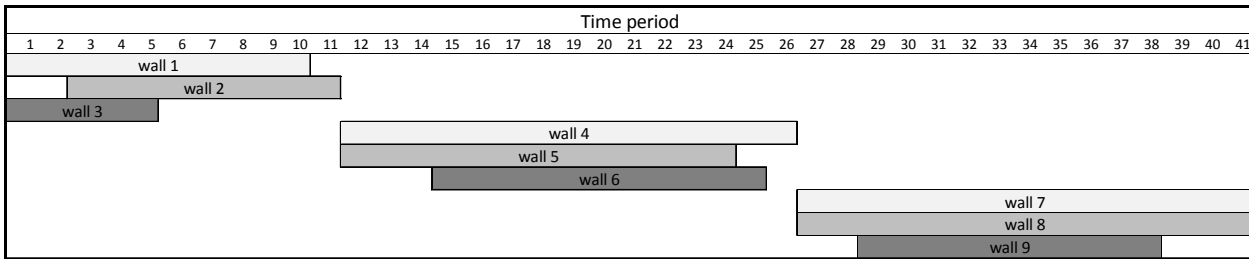 Time period
1 2 3 4 5 6 7 8 9 10 11 12 13 14 15 16 17 18 19 20 21 22 23 24 25 26 27 28 29 30 31 32 33 34 35 36 37 38 39 40 41
wall 1
wall 2
wall 3
wall 4
wall 5
wall 6
wall 7
wall 8
wall 9